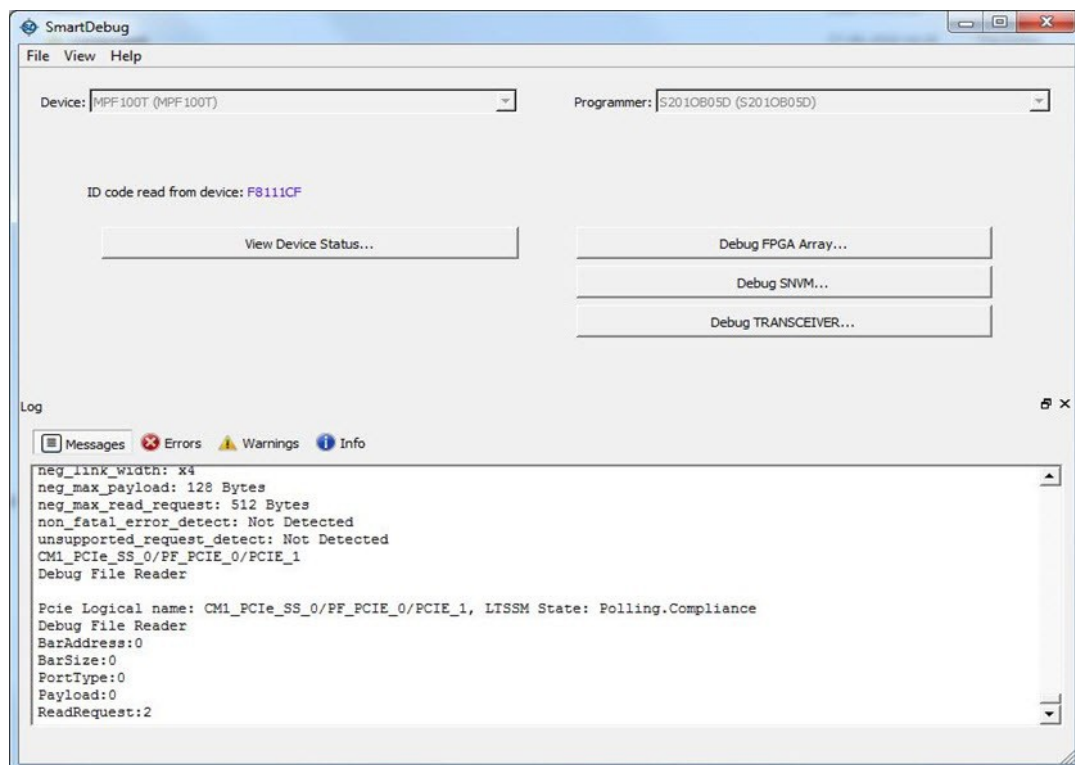 SmartDebug
File View Help
Device: MPF100T (MPF100T) Programmer: S201OB05D (S201OB05D)
ID code read from device: F8111CF
View Device Status... Debug FPGA Array...
Debug SNVM...
Debug TRANSCEIVER...
Log
Messages Errors Warnings Info
neg_link_width: x4
neg_max_payload: 128 Bytes
neg_max_read_request: 512 Bytes
non_fatal_error_detect: Not Detected
unsupported_request_detect: Not Detected
CM1_PCIe_SS_0/PF_PCIE_0/PCIE_1
Debug File Reader
Pcie Logical name: CM1_PCIe_SS_0/PF_PCIE_0/PCIE_1, LTSSM State: Polling.Compliance
Debug File Reader
BarAddress:0
BarSize:0
PortType:0
Payload:0
ReadRequest:2